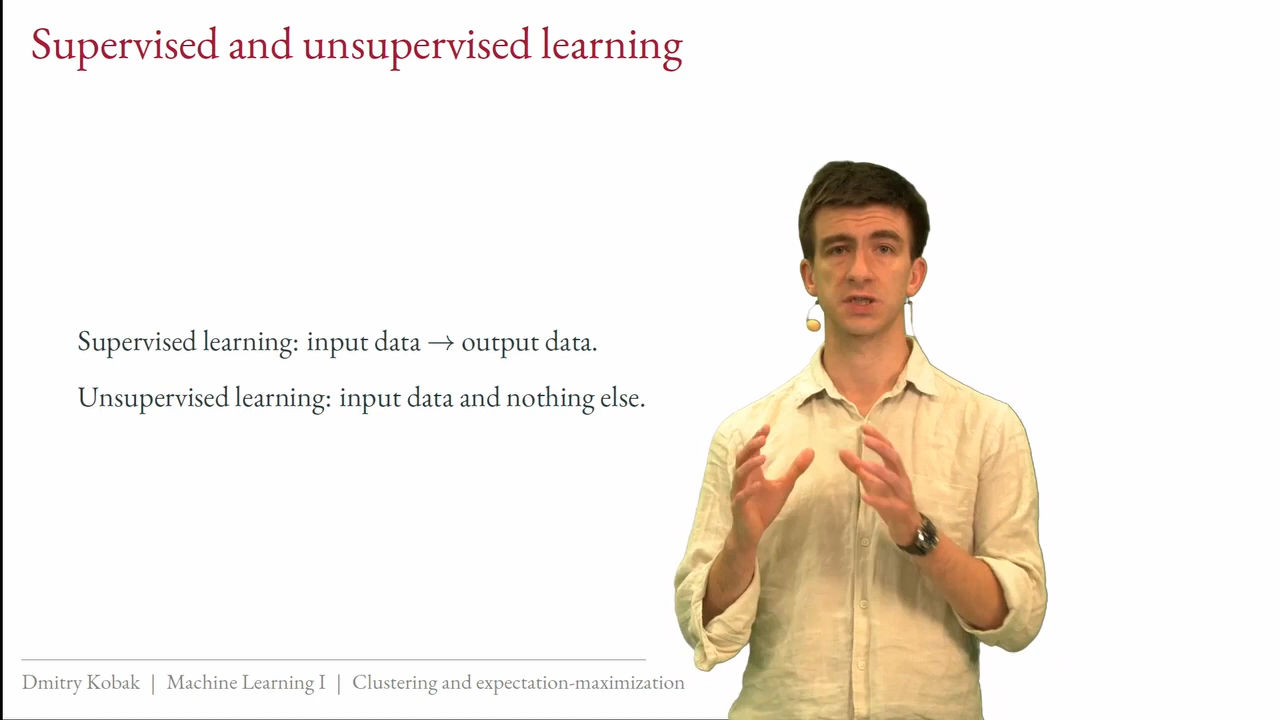 Supervised and unsupervised learning
Supervised learning: input data → output data.
Unsupervised learning: input data and nothing else.
Dmitry Kobak | Machine Learning I | Clustering and expectation-maximization